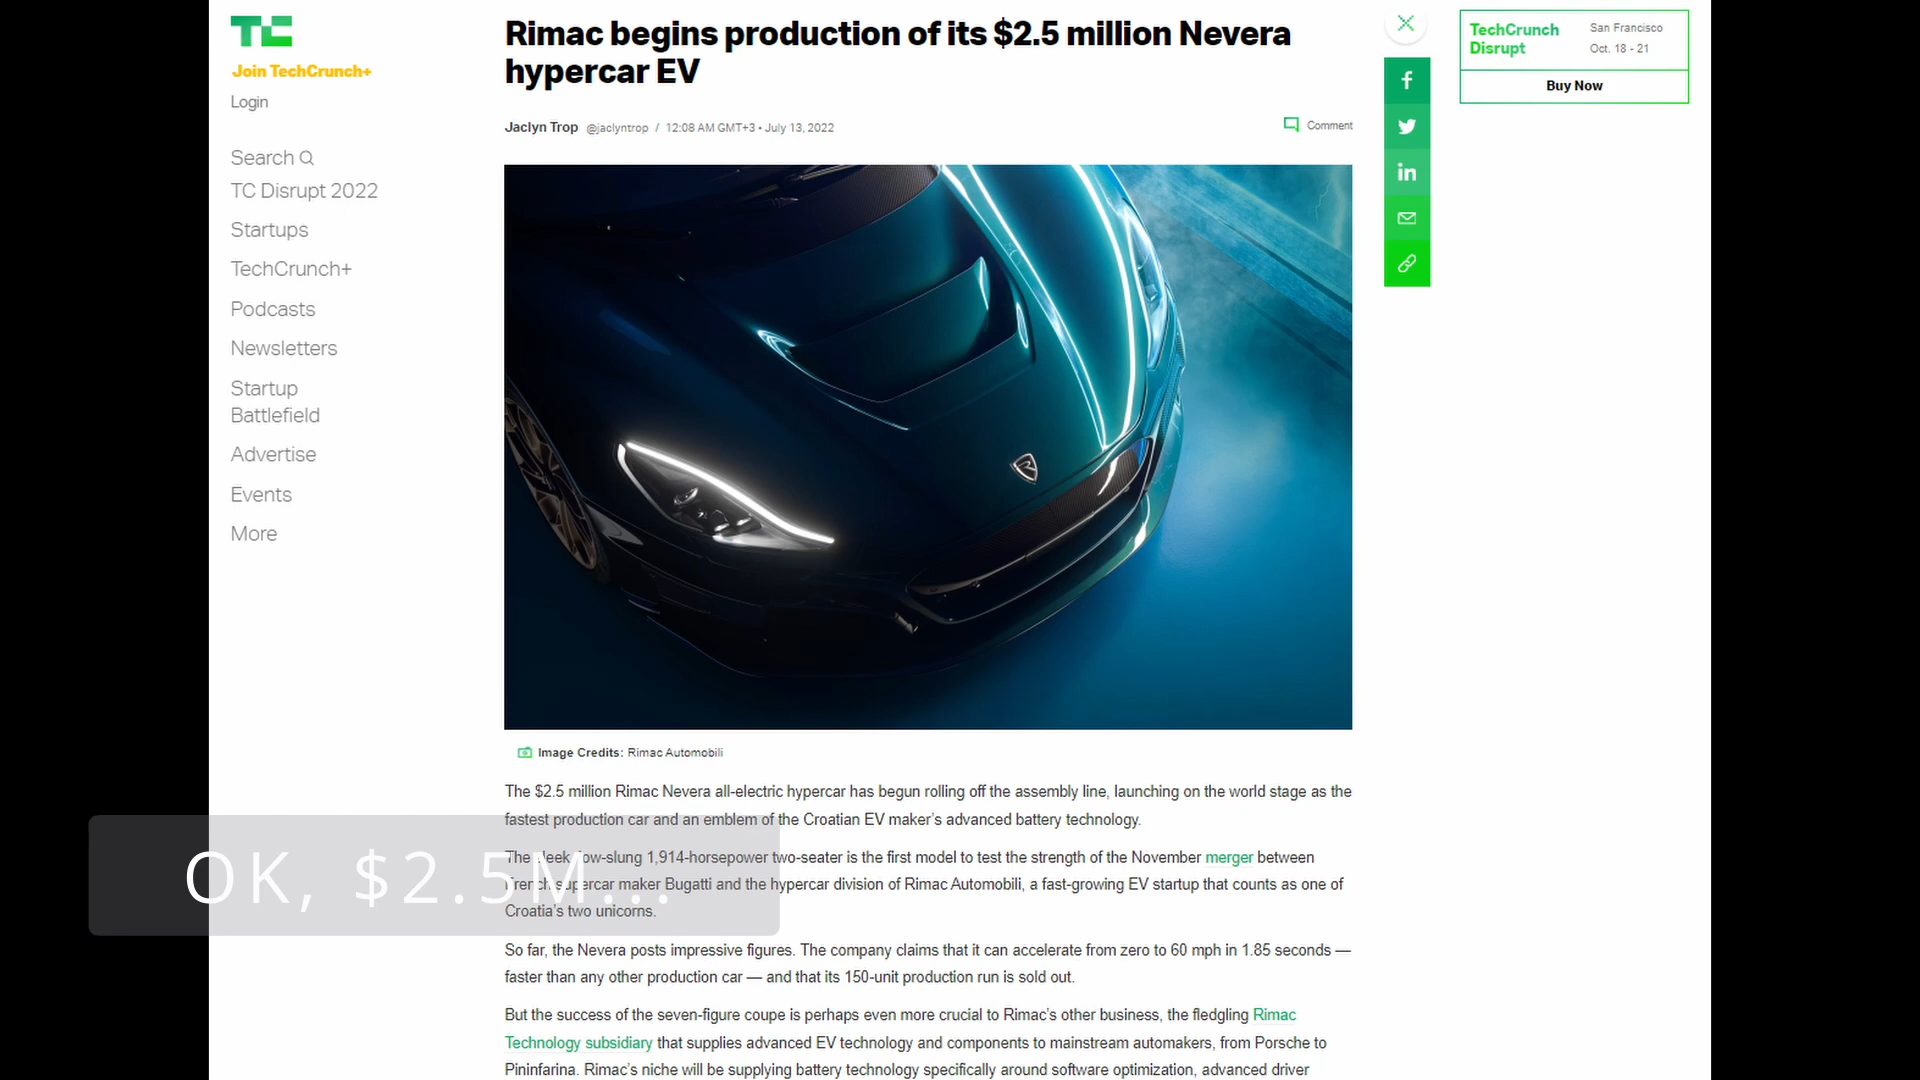 TC
Join TechCrunch+
Login
Search
TC Disrupt 2022
Startups
TechCrunch+
Podcasts
Newsletters
Startup
Battlefield
Advertise
Events
More
Rimac begins production of its $2.5 million Nevera
hypercar EV
Jaclyn Trop @jaclyntrop / 12:08 AM GMT+3 • July 13, 2022
Comment
Image Credits: Rimac Automobili
The $2.5 million Rimac Nevera all-electric hypercar has begun rolling off the assembly line, launching on the world stage as the
fastest production car and an emblem of the Croatian EV maker’s advanced battery technology.
The sleek, low-slung 1,914-horsepower two-seater is the first model to test the strength of the November merger between
French supercar maker Bugatti and the hypercar division of Rimac Automobili, a fast-growing EV startup that counts as one of
Croatia’s two unicorns.
So far, the Nevera posts impressive figures. The company claims that it can accelerate from zero to 60 mph in 1.85 seconds —
faster than any other production car — and that its 150-unit production run is sold out.
But the success of the seven-figure coupe is perhaps even more crucial to Rimac’s other business, the fledgling Rimac
Technology subsidiary that supplies advanced EV technology and components to mainstream automakers, from Porsche to
Pininfarina. Rimac’s niche will be supplying battery technology specifically around software optimization, advanced driver
OK, $2.5M...
f
in
TechCrunch
Disrupt
San Francisco
Oct. 18 - 21
Buy Now